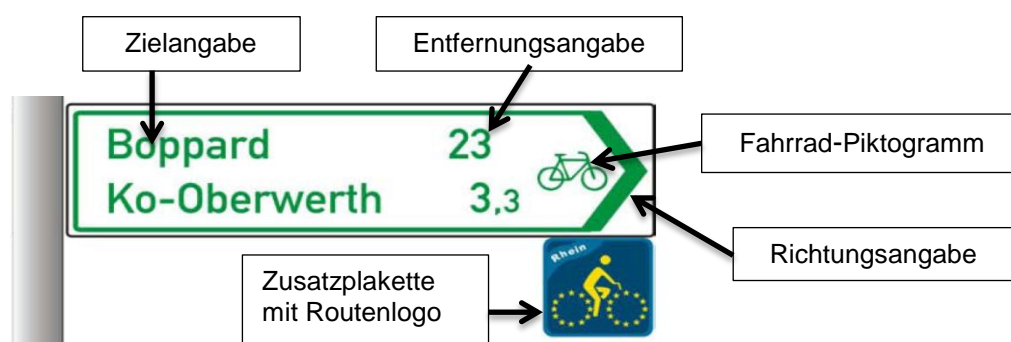 Zielangabe
Entfernungsangabe
Boppard 23
Ko-Oberwerth 3,3
Fahrrad-Piktogramm
Richtungsangabe
Rhein
Zusatzplakette
mit Routenlogo